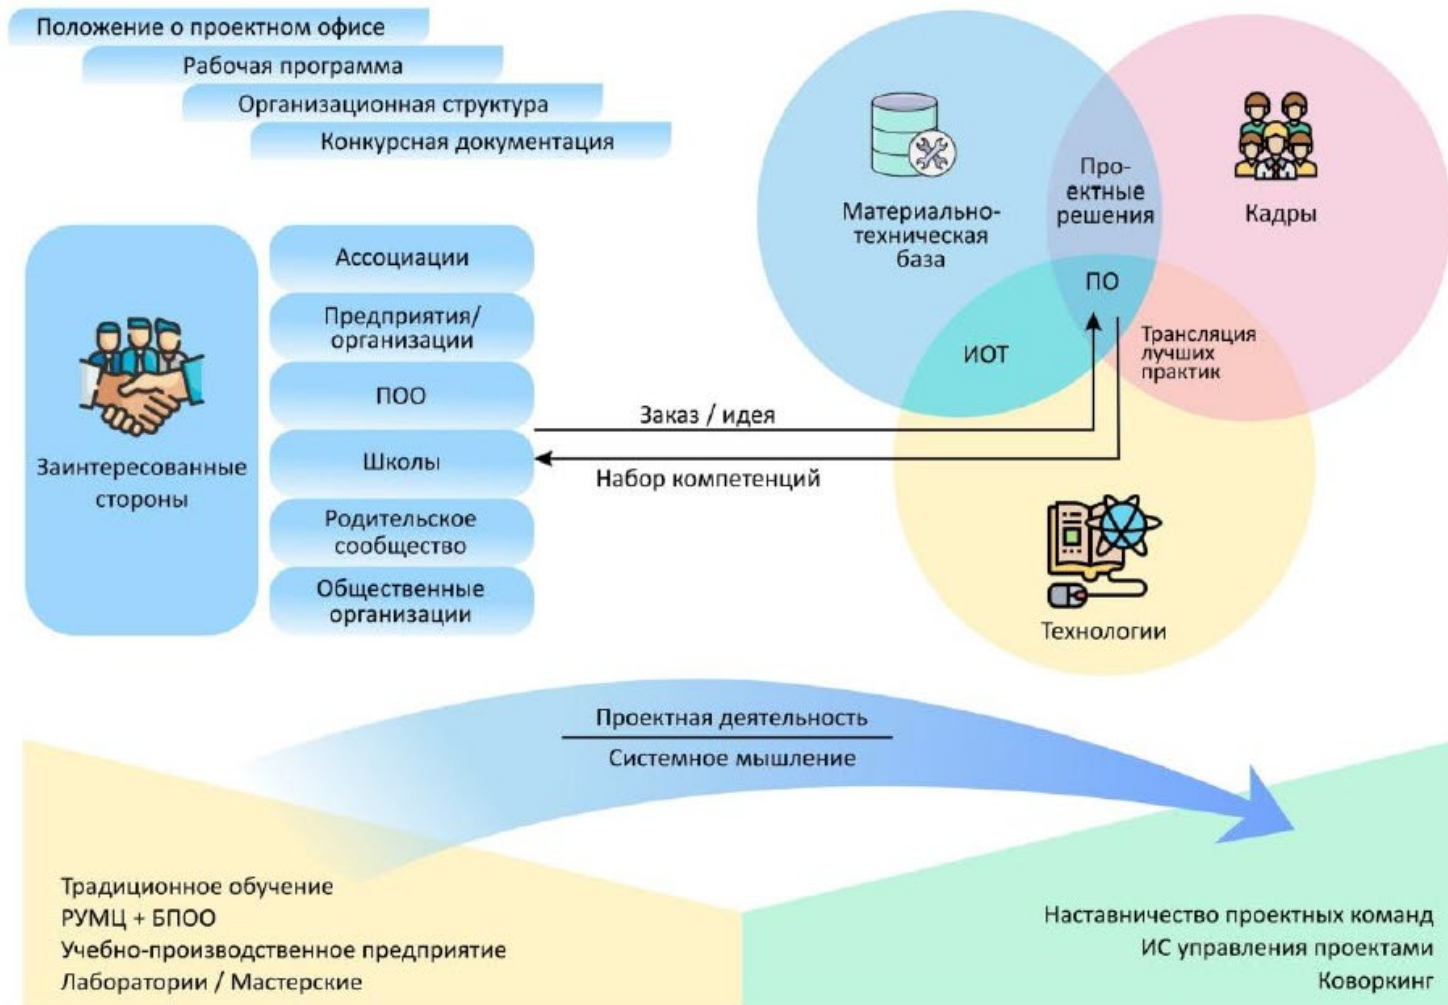 Положение о проектном офисе
Рабочая программа
Организационная структура
Конкурсная документация
Заинтересованные
стороны
Ассоциации
Предприятия/
организации
ПОО
Школы
Родительское
сообщество
Общественные
организации
Заказ / идея
Набор компетенций
Материально-
техническая
база
Про-
ектные
решения
Кадры
ПО
ИОТ
Трансляция
лучших
практик
Технологии
Проектная деятельность
Системное мышление
Традиционное обучение
РУМЦ + БПОО
Учебно-производственное предприятие
Лаборатории / Мастерские
Наставничество проектных команд
ИС управления проектами
Коворкинг